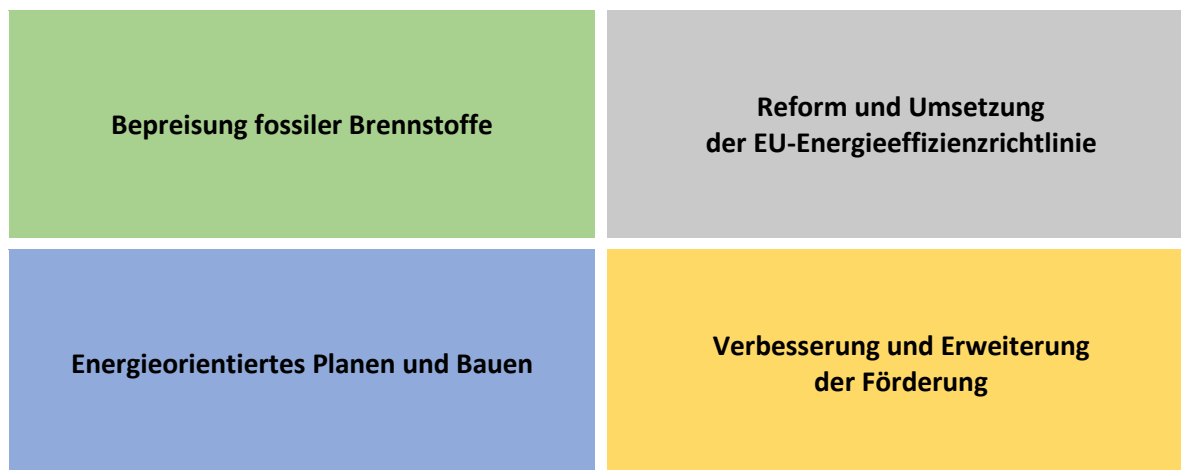 Bepreisung fossiler Brennstoffe
Reform und Umsetzung
der EU-Energieeffizienzrichtlinie
Energieorientiertes Planen und Bauen
Verbesserung und Erweiterung
der Förderung